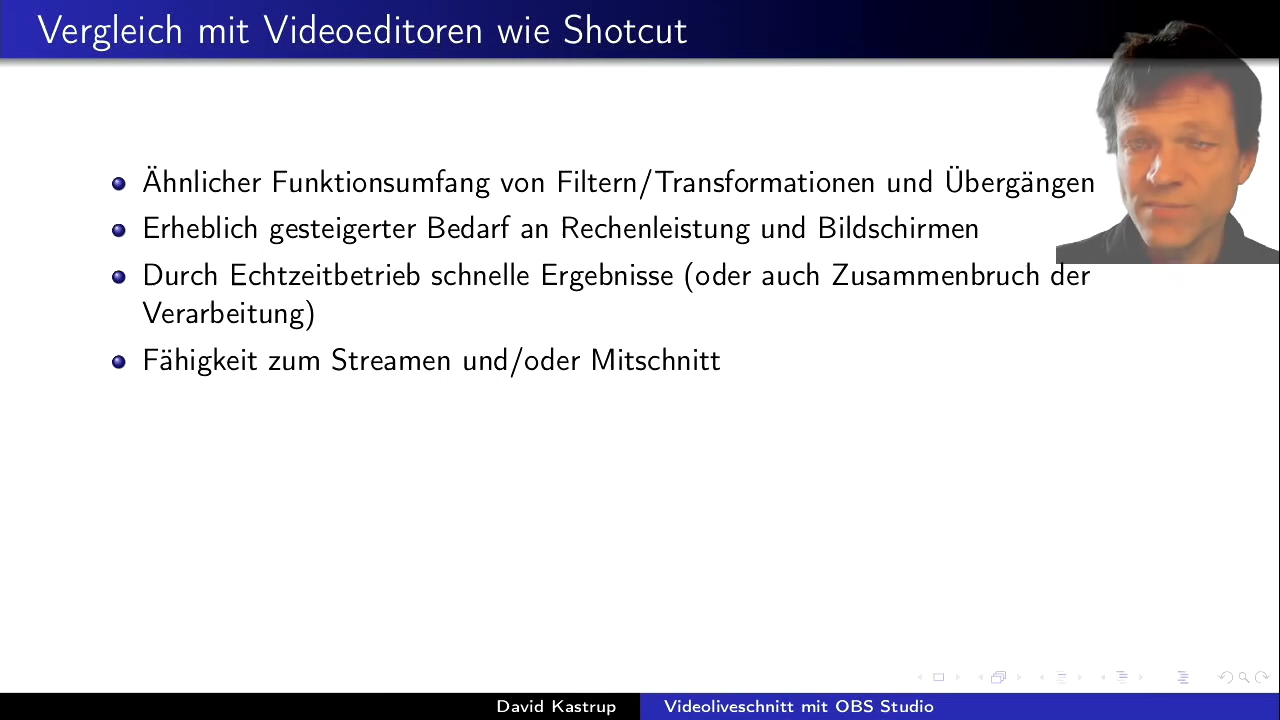 Vergleich mit Videoeditoren wie Shotcut
Ähnlicher Funktionsumfang von Filtern/Transformationen und Übergängen
Erheblich gesteigerter Bedarf an Rechenleistung und Bildschirmen
Durch Echtzeitbetrieb schnelle Ergebnisse (oder auch Zusammenbruch der
Verarbeitung)
Fähigkeit zum Streamen und/oder Mitschnitt
David Kastrup
Videoliveschnitt mit OBS Studio